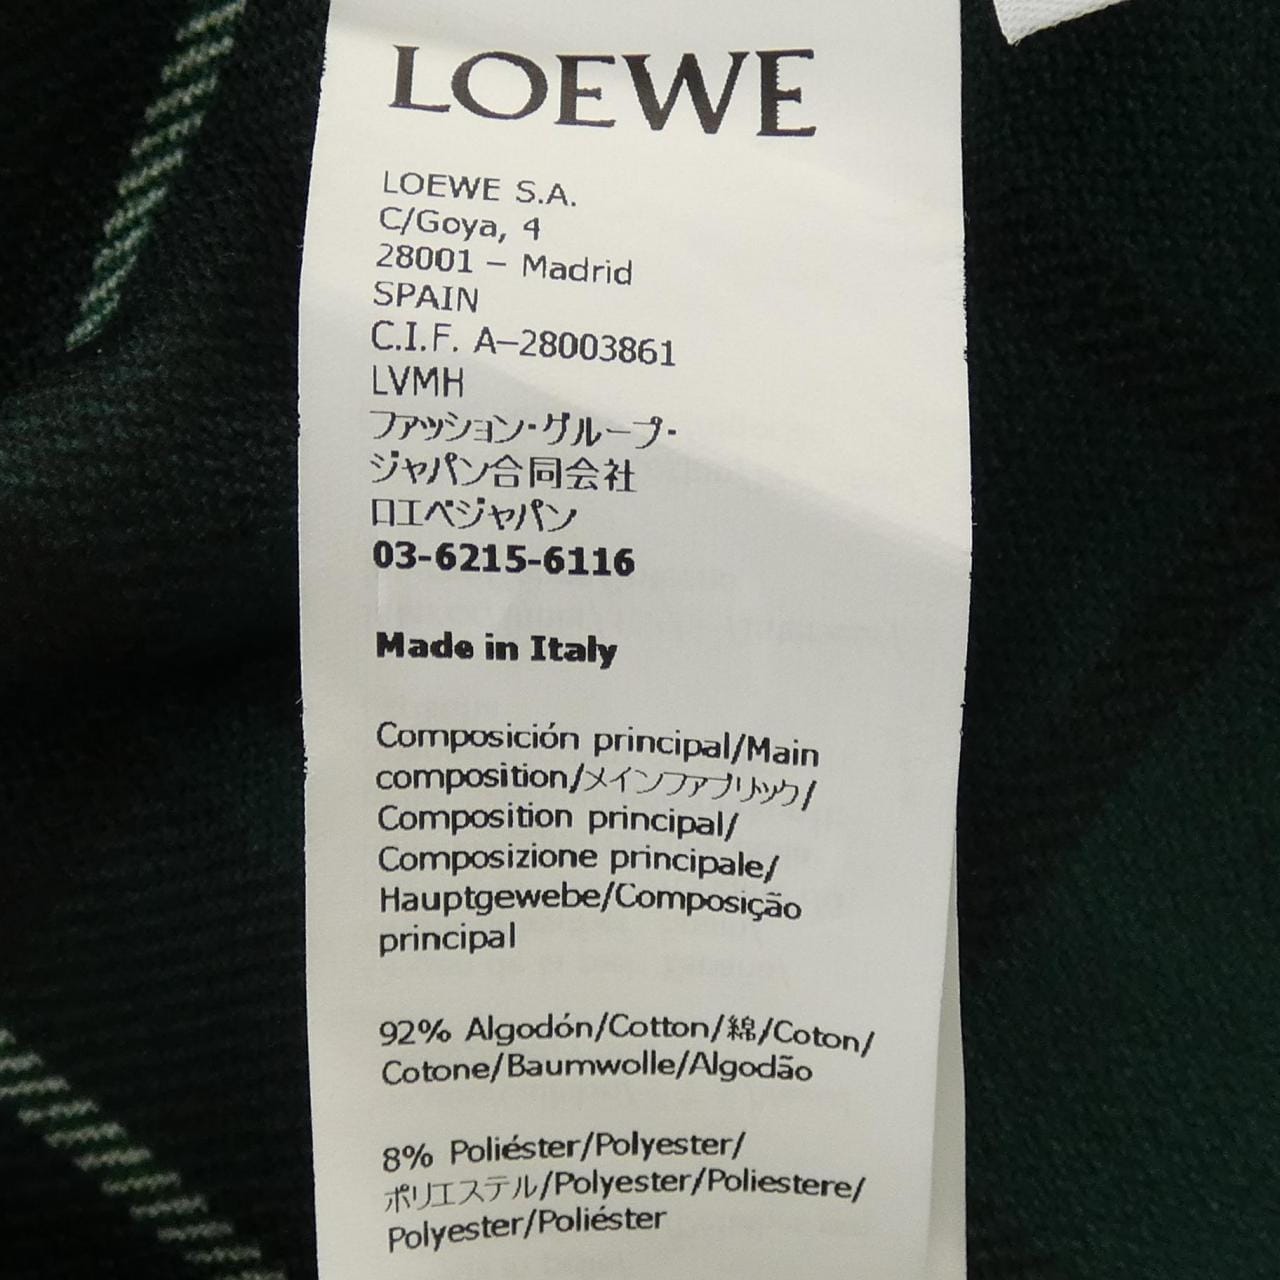 LOEWE
LOEWE S.A.
C/Goya, 4
28001 – Madrid
SPAIN
C.I.F. A–28003861
LVMH
ファッション・グループ・
ジャパン合同会社
ロエベジャパン
03-6215-6116
Made in Italy
Composición principal/Main
composition/メインファブリック/
Composition principal/
Composizione principale/
Hauptgewebe/Composição
principal
92% Algodón/Cotton/綿/Coton/
Cotone/Baumwolle/Algodão
8% Poliéster/Polyester/
ポリエステル/Polyester/Poliestere/
Polyester/Poliéster